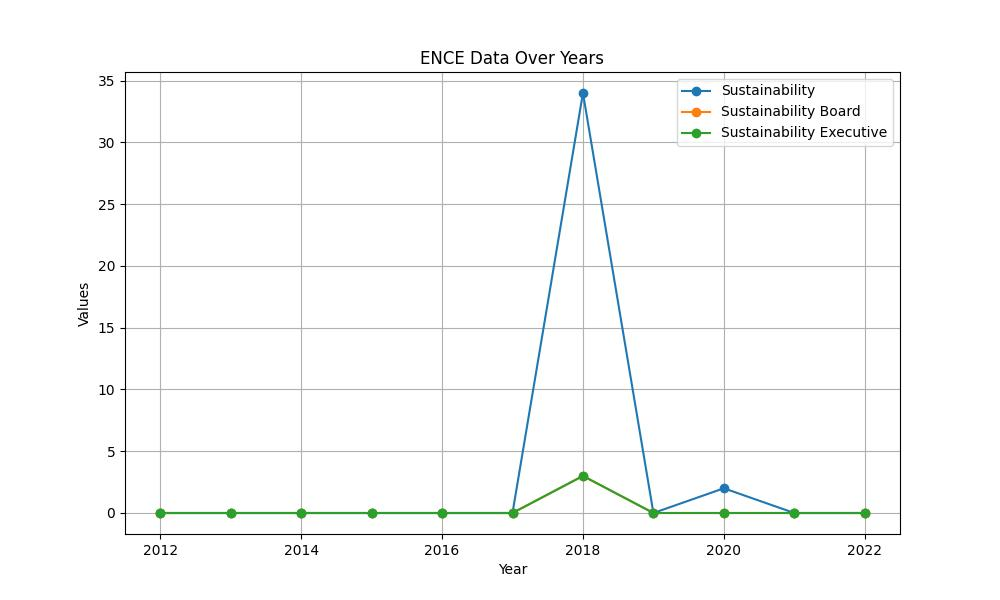 ENCE Data Over Years
35
30
25
20
15
10
5
0
Values
Sustainability
Sustainability Board
Sustainability Executive
2012 2014 2016 2018 2020 2022
Year